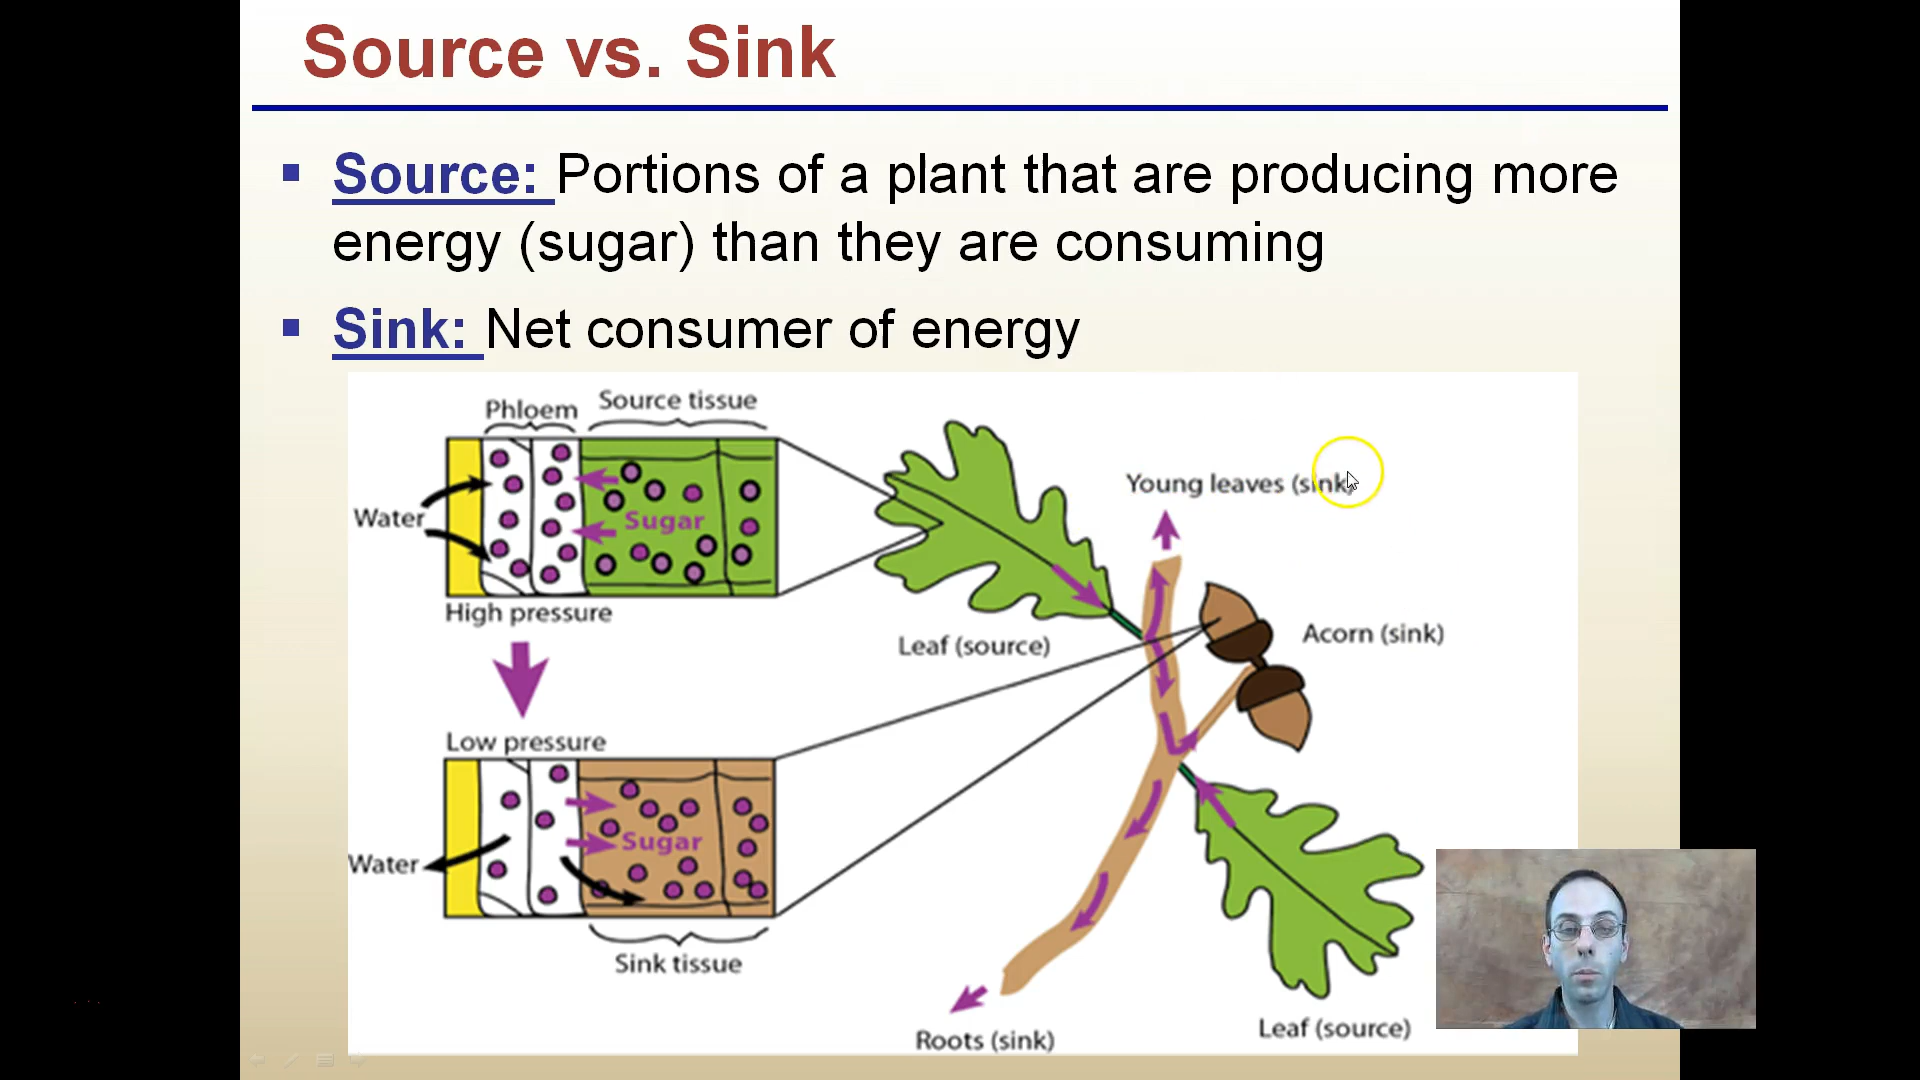 Source vs. Sink
Source: Portions of a plant that are producing more
energy (sugar) than they are consuming
Sink: Net consumer of energy
Phloem
Source tissue
Water
Sugar
High pressure
Low pressure
Water
Sugar
Sink tissue
Young leaves (sink)
Leaf (source)
Acorn (sink)
Roots (sink)
Leaf (source)